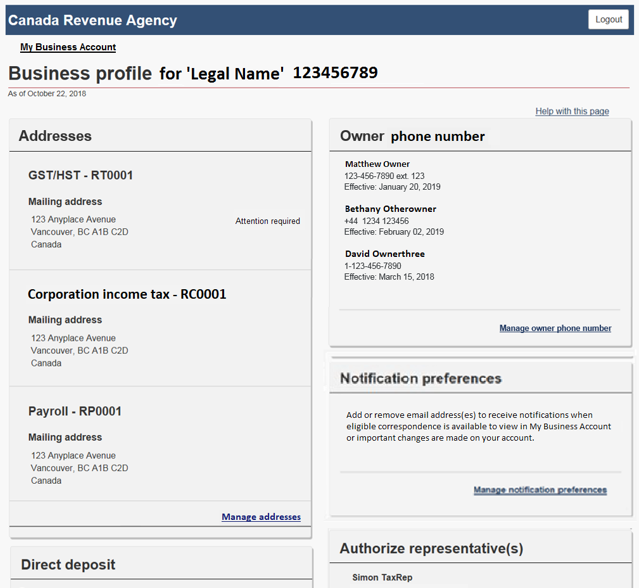 Canada Revenue Agency
Logout
My Business Account
Business profile for 'Legal Name' 123456789
As of October 22, 2018
Help with this page
Addresses
GST/HST - RT0001
Mailing address
123 Anyplace Avenue
Attention required
Vancouver, BC A1B C2D
Canada
Corporation income tax - RC0001
Mailing address
123 Anyplace Avenue
Vancouver, BC A1B C2D
Canada
Payroll - RP0001
Mailing address
123 Anyplace Avenue
Vancouver, BC A1B C2D
Canada
Manage addresses
Direct deposit
Owner phone number
Matthew Owner
123-456-7890 ext. 123
Effective: January 20, 2019
Bethany Otherowner
+44 1234 123456
Effective: February 02, 2019
David Ownerthree
1-123-456-7890
Effective: March 15, 2018
Manage owner phone number
Notification preferences
Add or remove email address(es) to receive notifications when
eligible correspondence is available to view in My Business Account
or important changes are made on your account.
Manage notification preferences
Authorize representative(s)
Simon TaxRep